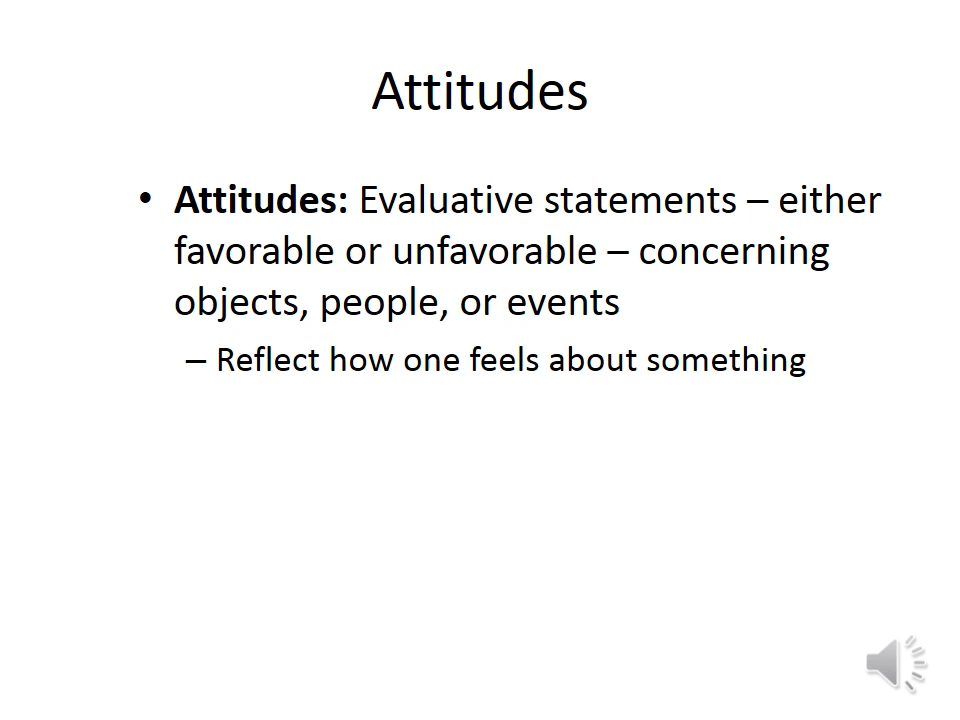 Attitudes
• Attitudes: Evaluative statements – either
favorable or unfavorable – concerning
objects, people, or events
– Reflect how one feels about something